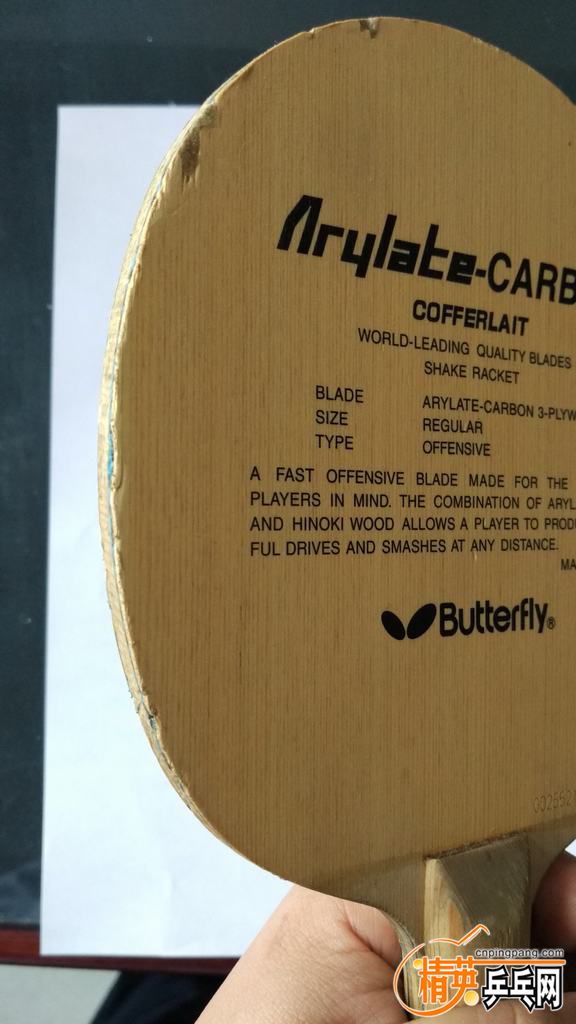 Arylate-CARB
COFFERLAIT
WORLD-LEADING QUALITY BLADES
SHAKE RACKET
BLADE ARYLATE-CARBON 3-PLYW
SIZE REGULAR
TYPE OFFENSIVE
A FAST OFFENSIVE BLADE MADE FOR THE
PLAYERS IN MIND. THE COMBINATION OF ARYL
AND HINOKI WOOD ALLOWS A PLAYER TO PRODU
FUL DRIVES AND SMASHES AT ANY DISTANCE.
MA
Butterfly®
cnpingpang.com
精英乒乓网